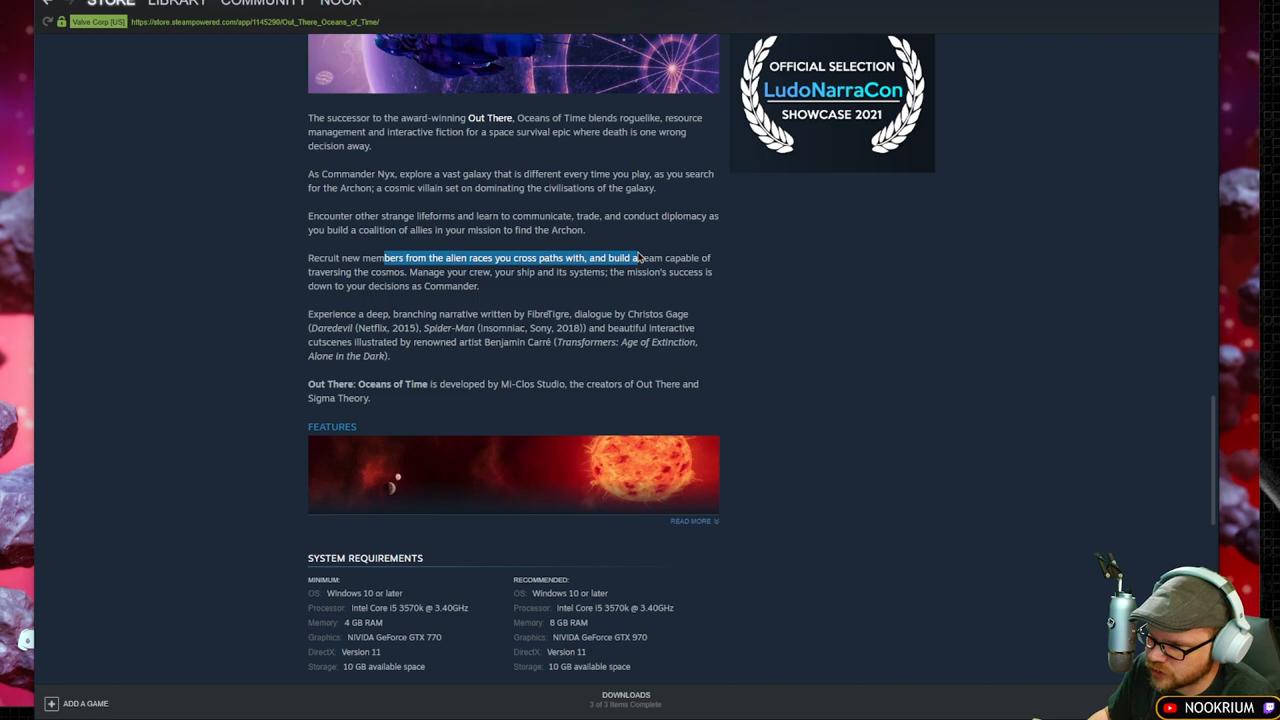 STORE LIBRARY COMMUNITY NOOK
Valve Corp [US] https://store.steampowered.com/app/1145290/Out_There_Oceans_of_Time/
OFFICIAL SELECTION
LudoNarraCon
SHOWCASE 2021
The successor to the award-winning Out There, Oceans of Time blends roguelike, resource
management and interactive fiction for a space survival epic where death is one wrong
decision away.
As Commander Nyx, explore a vast galaxy that is different every time you play, as you search
for the Archon; a cosmic villain set on dominating the civilisations of the galaxy.
Encounter other strange lifeforms and learn to communicate, trade, and conduct diplomacy as
you build a coalition of allies in your mission to find the Archon.
Recruit new members from the alien races you cross paths with, and build a team capable of
traversing the cosmos. Manage your crew, your ship and its systems; the mission's success is
down to your decisions as Commander.
Experience a deep, branching narrative written by FibreTigre, dialogue by Christos Gage
(Daredevil (Netflix, 2015), Spider-Man (Insomniac, Sony, 2018)) and beautiful interactive
cutscenes illustrated by renowned artist Benjamin Carré (Transformers: Age of Extinction,
Alone in the Dark).
Out There: Oceans of Time is developed by Mi-Clos Studio, the creators of Out There and
Sigma Theory.
FEATURES
READ MORE
SYSTEM REQUIREMENTS
MINIMUM:
OS: Windows 10 or later
Processor: Intel Core i5 3570k @ 3.40GHz
Memory: 4 GB RAM
Graphics: NIVIDA GeForce GTX 770
DirectX: Version 11
Storage: 10 GB available space
RECOMMENDED:
OS: Windows 10 or later
Processor: Intel Core i5 3570k @ 3.40GHz
Memory: 8 GB RAM
Graphics: NIVIDA GeForce GTX 970
DirectX: Version 11
Storage: 10 GB available space
ADD A GAME
DOWNLOADS
3 of 3 Items Complete
NOOKRIUM